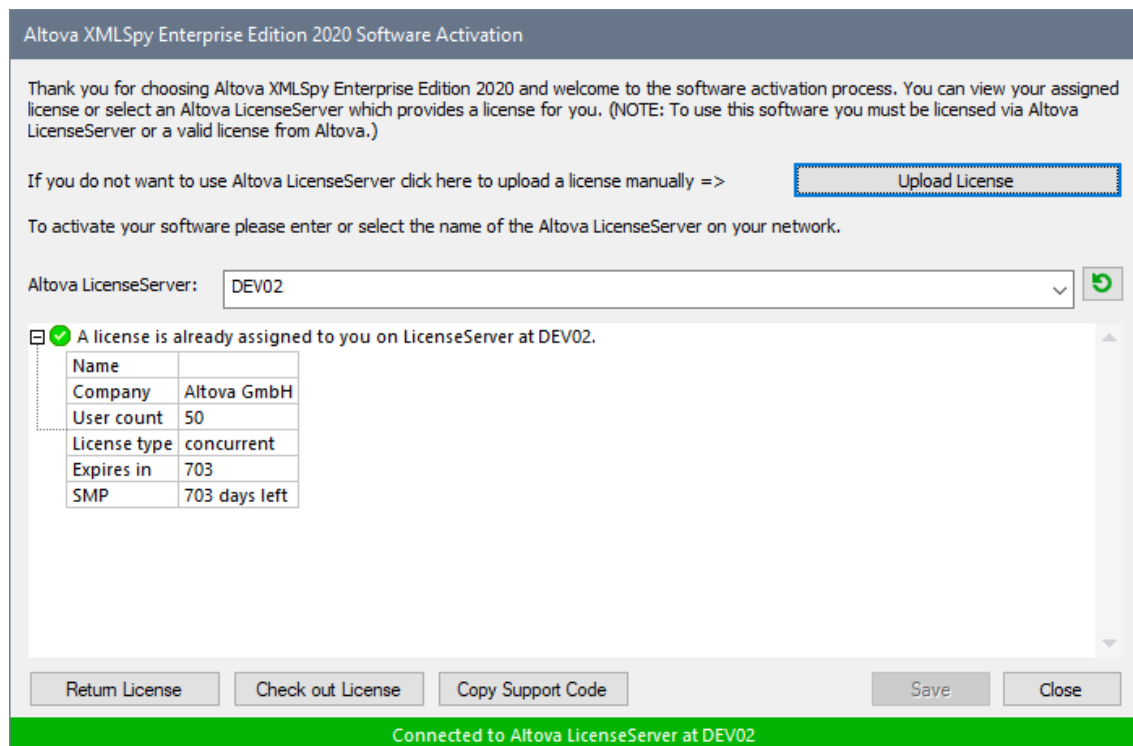 Altova XMLSpy Enterprise Edition 2020 Software Activation
Thank you for choosing Altova XMLSpy Enterprise Edition 2020 and welcome to the software activation process. You can view your assigned
license or select an Altova LicenseServer which provides a license for you. (NOTE: To use this software you must be licensed via Altova
LicenseServer or a valid license from Altova.)
If you do not want to use Altova LicenseServer click here to upload a license manually => Upload License
To activate your software please enter or select the name of the Altova LicenseServer on your network.
Altova LicenseServer: DEV02
A license is already assigned to you on LicenseServer at DEV02.
Name
Company Altova GmbH
User count 50
License type concurrent
Expires in 703
SMP 703 days left
Return License Check out License Copy Support Code Save Close
Connected to Altova LicenseServer at DEV02